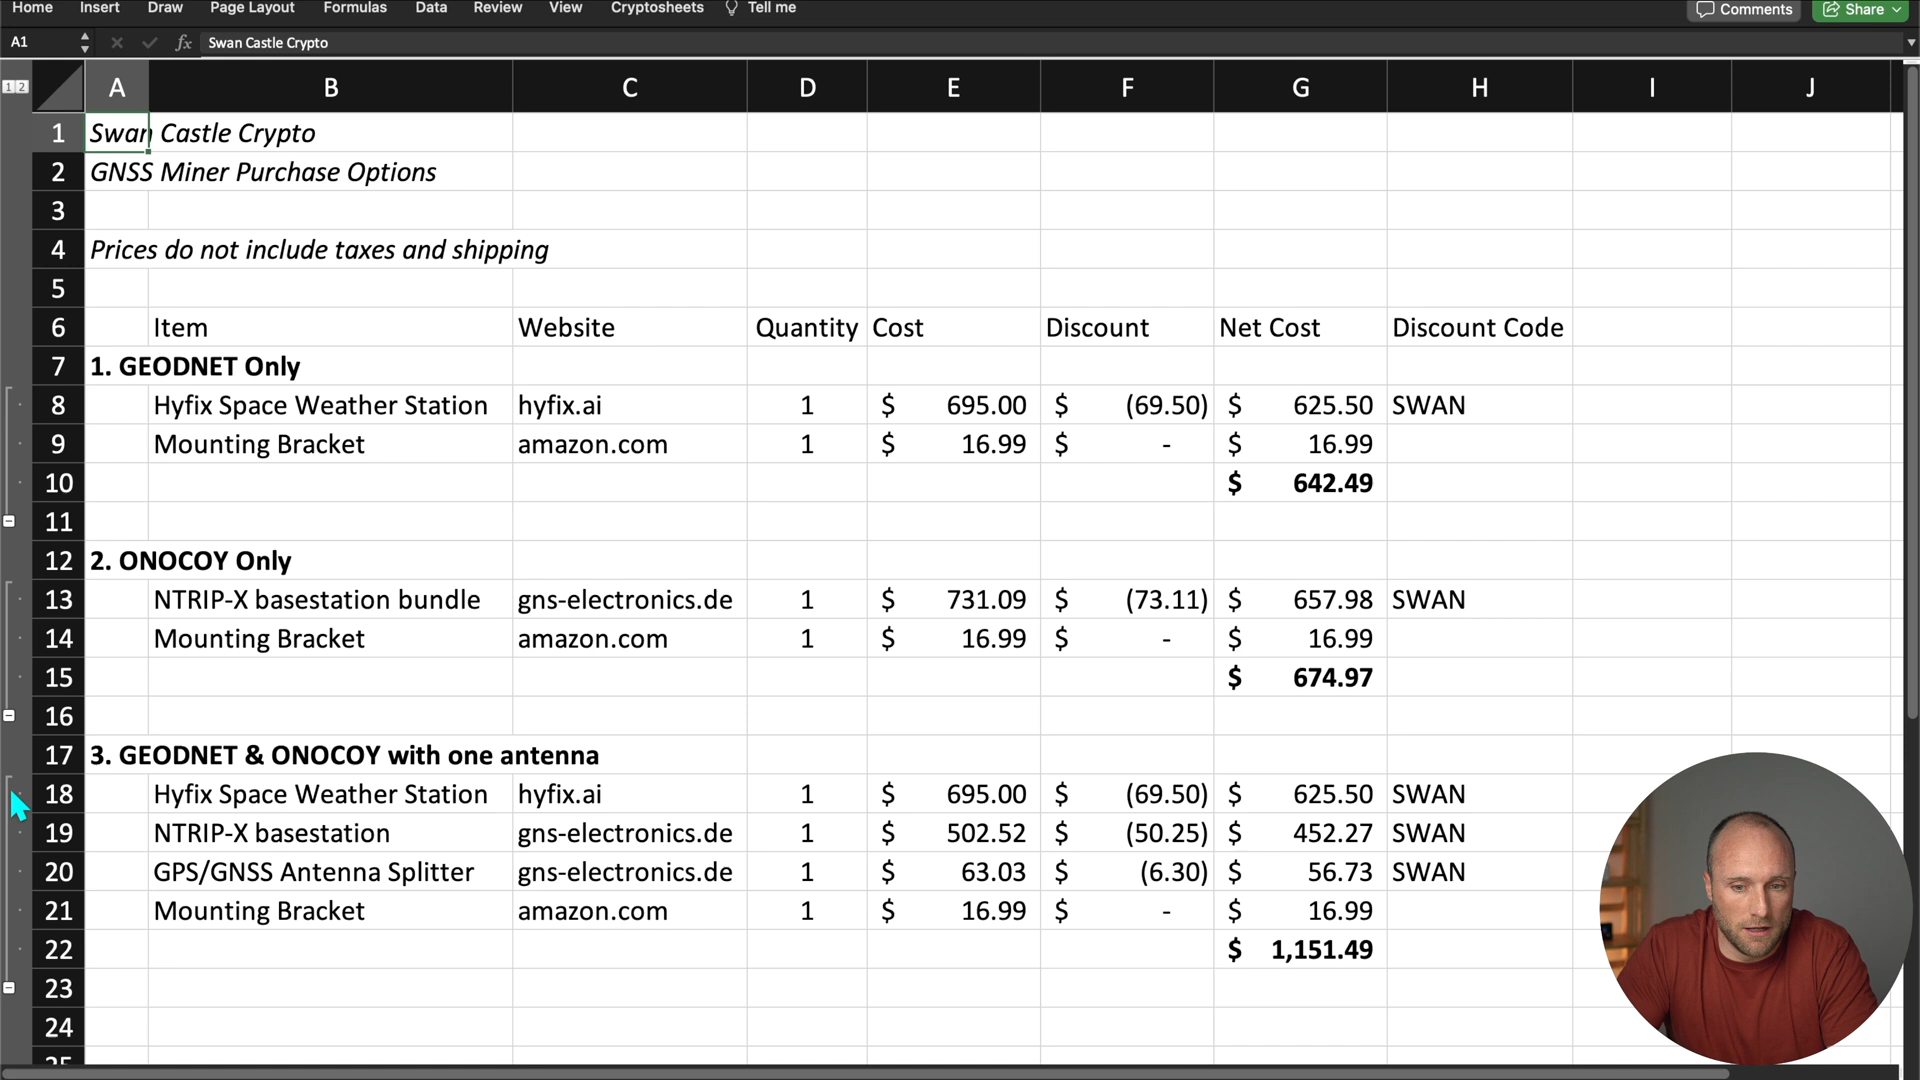 Home Insert Draw Page Layout Formulas Data Review View Cryptosheets Tell me Comments Share
A1 fx Swan Castle Crypto
1 2 A B C D E F G H I J
1 Swan Castle Crypto
2 GNSS Miner Purchase Options
3
4 Prices do not include taxes and shipping
5
6 Item Website Quantity Cost Discount Net Cost Discount Code
7 1. GEODNET Only
8 Hyfix Space Weather Station hyfix.ai 1 $ 695.00 $ (69.50) $ 625.50 SWAN
9 Mounting Bracket amazon.com 1 $ 16.99 $ - $ 16.99
10 $ 642.49
11
12 2. ONOCOY Only
13 NTRIP-X basestation bundle gns-electronics.de 1 $ 731.09 $ (73.11) $ 657.98 SWAN
14 Mounting Bracket amazon.com 1 $ 16.99 $ - $ 16.99
15 $ 674.97
16
17 3. GEODNET & ONOCOY with one antenna
18 Hyfix Space Weather Station hyfix.ai 1 $ 695.00 $ (69.50) $ 625.50 SWAN
19 NTRIP-X basestation gns-electronics.de 1 $ 502.52 $ (50.25) $ 452.27 SWAN
20 GPS/GNSS Antenna Splitter gns-electronics.de 1 $ 63.03 $ (6.30) $ 56.73 SWAN
21 Mounting Bracket amazon.com 1 $ 16.99 $ - $ 16.99
22 $ 1,151.49
23
24
25